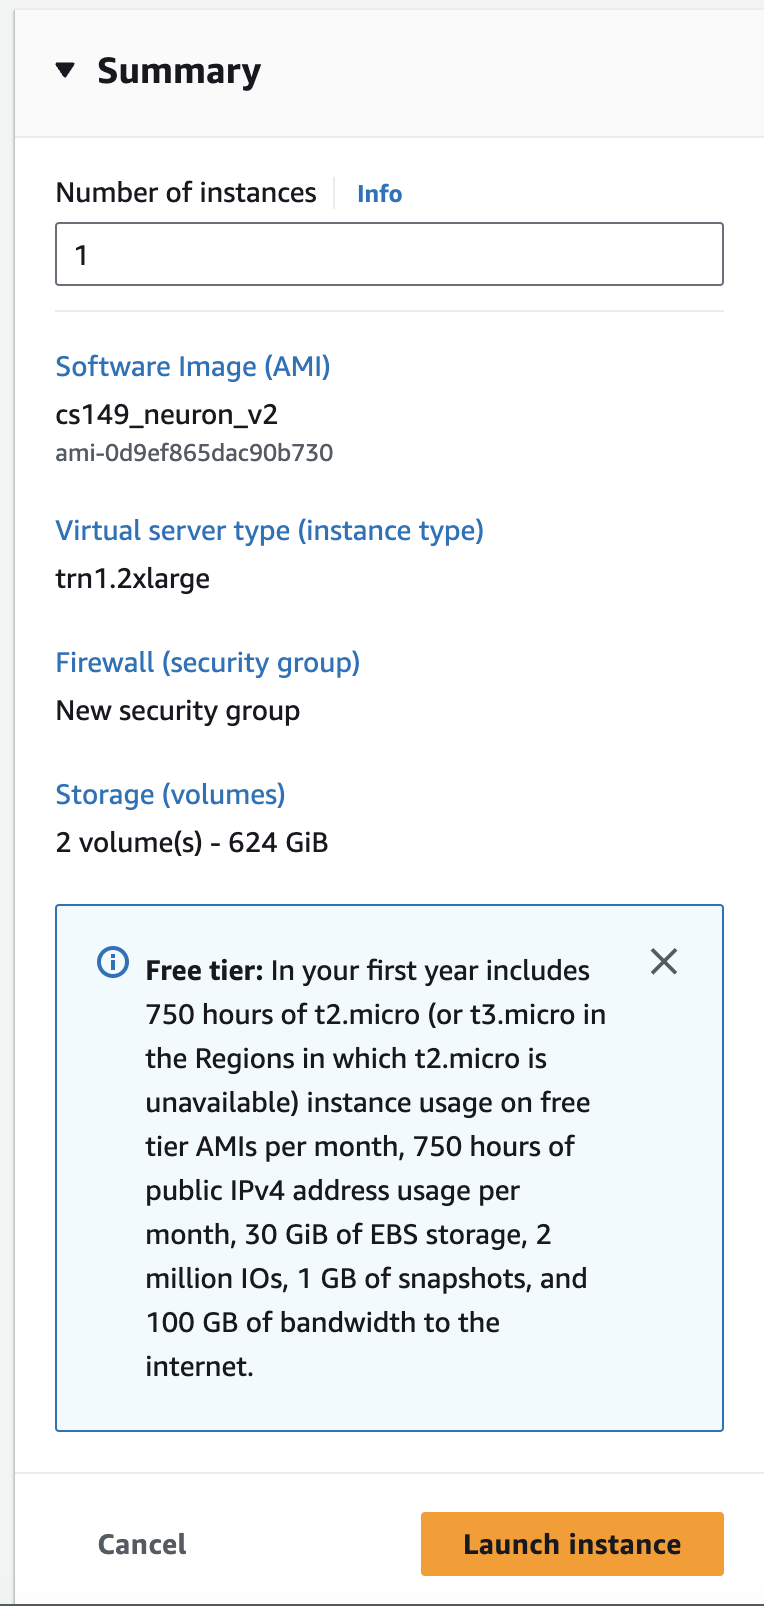 Summary
Number of instances Info
1
Software Image (AMI)
cs149_neuron_v2
ami-0d9ef865dac90b730
Virtual server type (instance type)
trn1.2xlarge
Firewall (security group)
New security group
Storage (volumes)
2 volume(s) - 624 GiB
Free tier: In your first year includes
750 hours of t2.micro (or t3.micro in
the Regions in which t2.micro is
unavailable) instance usage on free
tier AMIs per month, 750 hours of
public IPv4 address usage per
month, 30 GiB of EBS storage, 2
million IOs, 1 GB of snapshots, and
100 GB of bandwidth to the
internet.
Cancel Launch instance